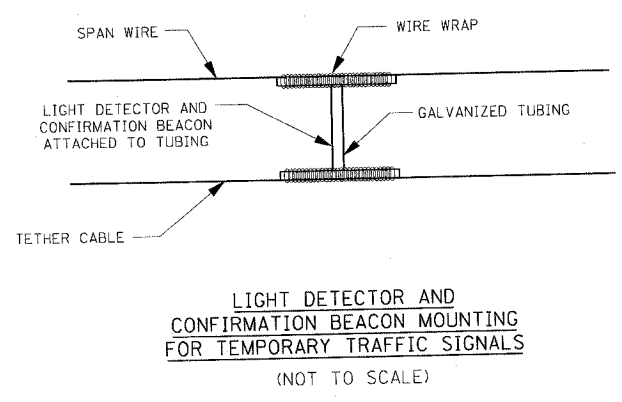 SPAN WIRE
WIRE WRAP
LIGHT DETECTOR AND
CONFIRMATION BEACON
ATTACHED TO TUBING
GALVANIZED TUBING
TETHER CABLE
LIGHT DETECTOR AND
CONFIRMATION BEACON MOUNTING
FOR TEMPORARY TRAFFIC SIGNALS
(NOT TO SCALE)